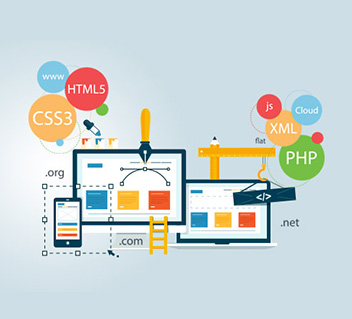 www
HTML5
CSS3
.org
.com
js
Cloud
XML
flat
PHP
</>
.net